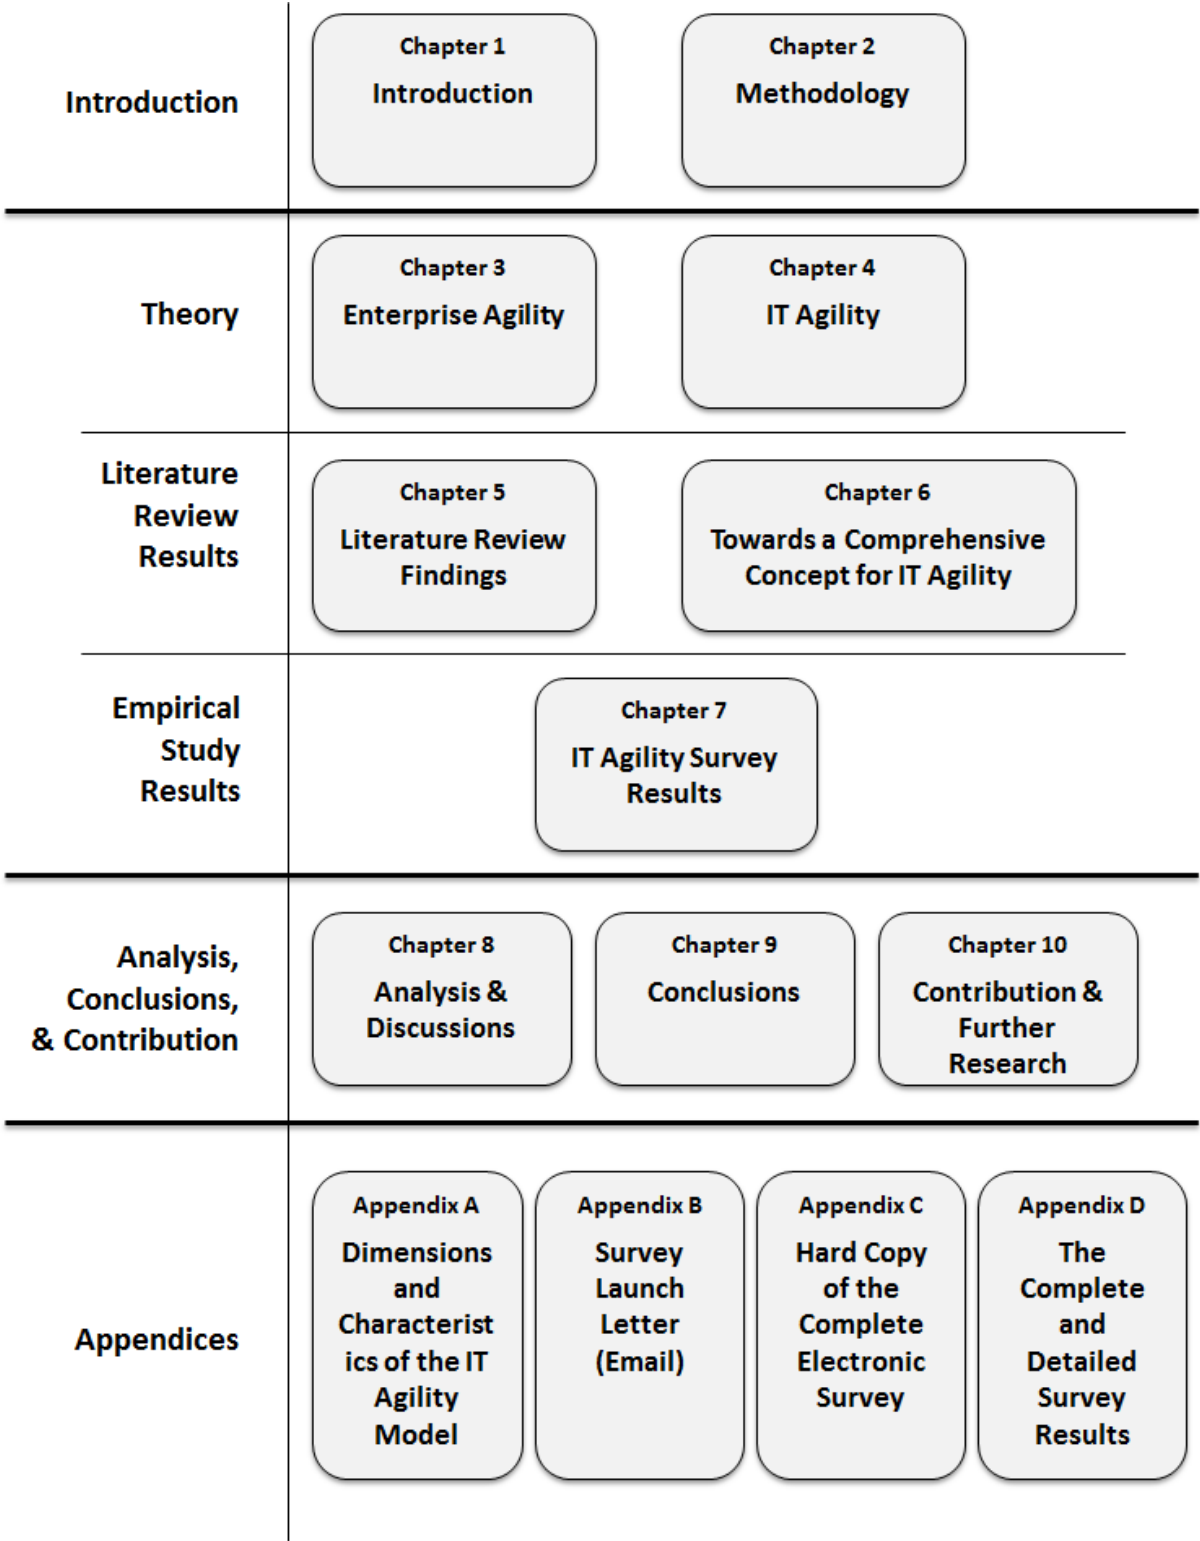 Introduction
Chapter 1
Introduction
Chapter 2
Methodology
Theory
Chapter 3
Enterprise Agility
Chapter 4
IT Agility
Literature
Review
Results
Chapter 5
Literature Review
Findings
Chapter 6
Towards a Comprehensive
Concept for IT Agility
Empirical
Study
Results
Chapter 7
IT Agility Survey
Results
Analysis,
Conclusions,
& Contribution
Chapter 8
Analysis &
Discussions
Chapter 9
Conclusions
Chapter 10
Contribution &
Further
Research
Appendices
Appendix A
Dimensions
and
Characterist
ics of the IT
Agility
Model
Appendix B
Survey
Launch
Letter
(Email)
Appendix C
Hard Copy
of the
Complete
Electronic
Survey
Appendix D
The
Complete
and
Detailed
Survey
Results